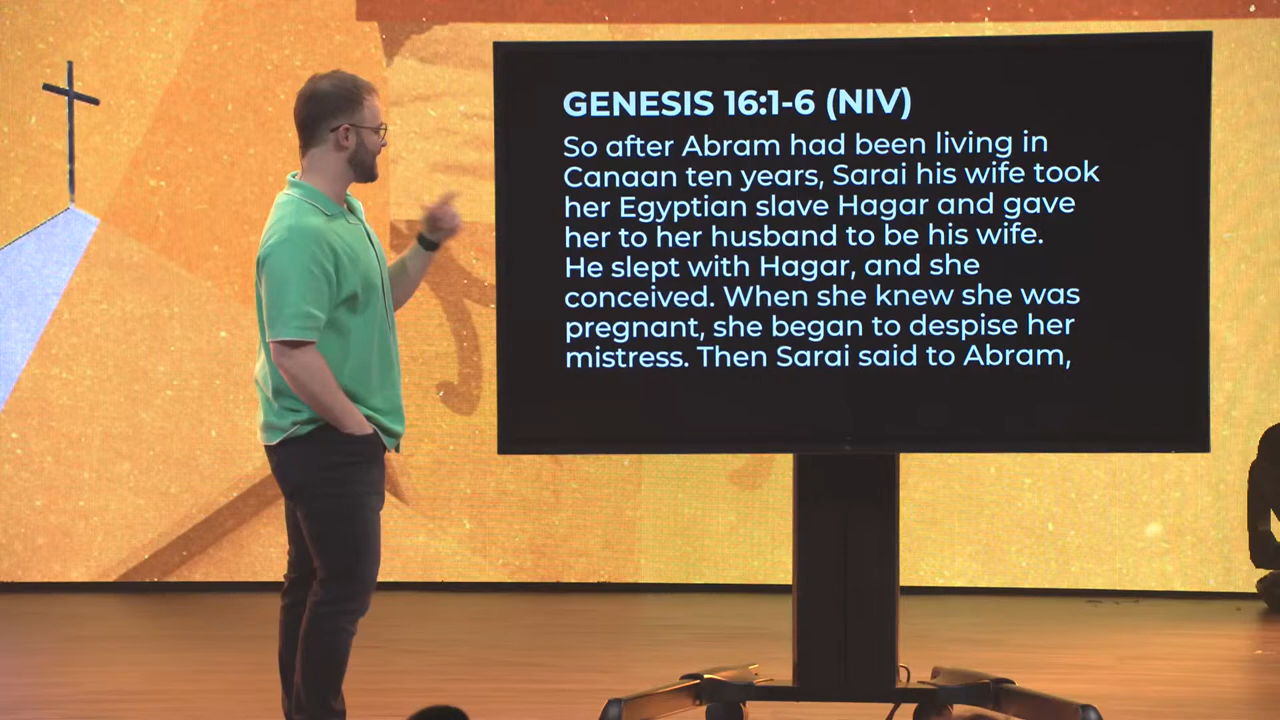 GENESIS 16:1-6 (NIV)
So after Abram had been living in
Canaan ten years, Sarai his wife took
her Egyptian slave Hagar and gave
her to her husband to be his wife.
He slept with Hagar, and she
conceived. When she knew she was
pregnant, she began to despise her
mistress. Then Sarai said to Abram,